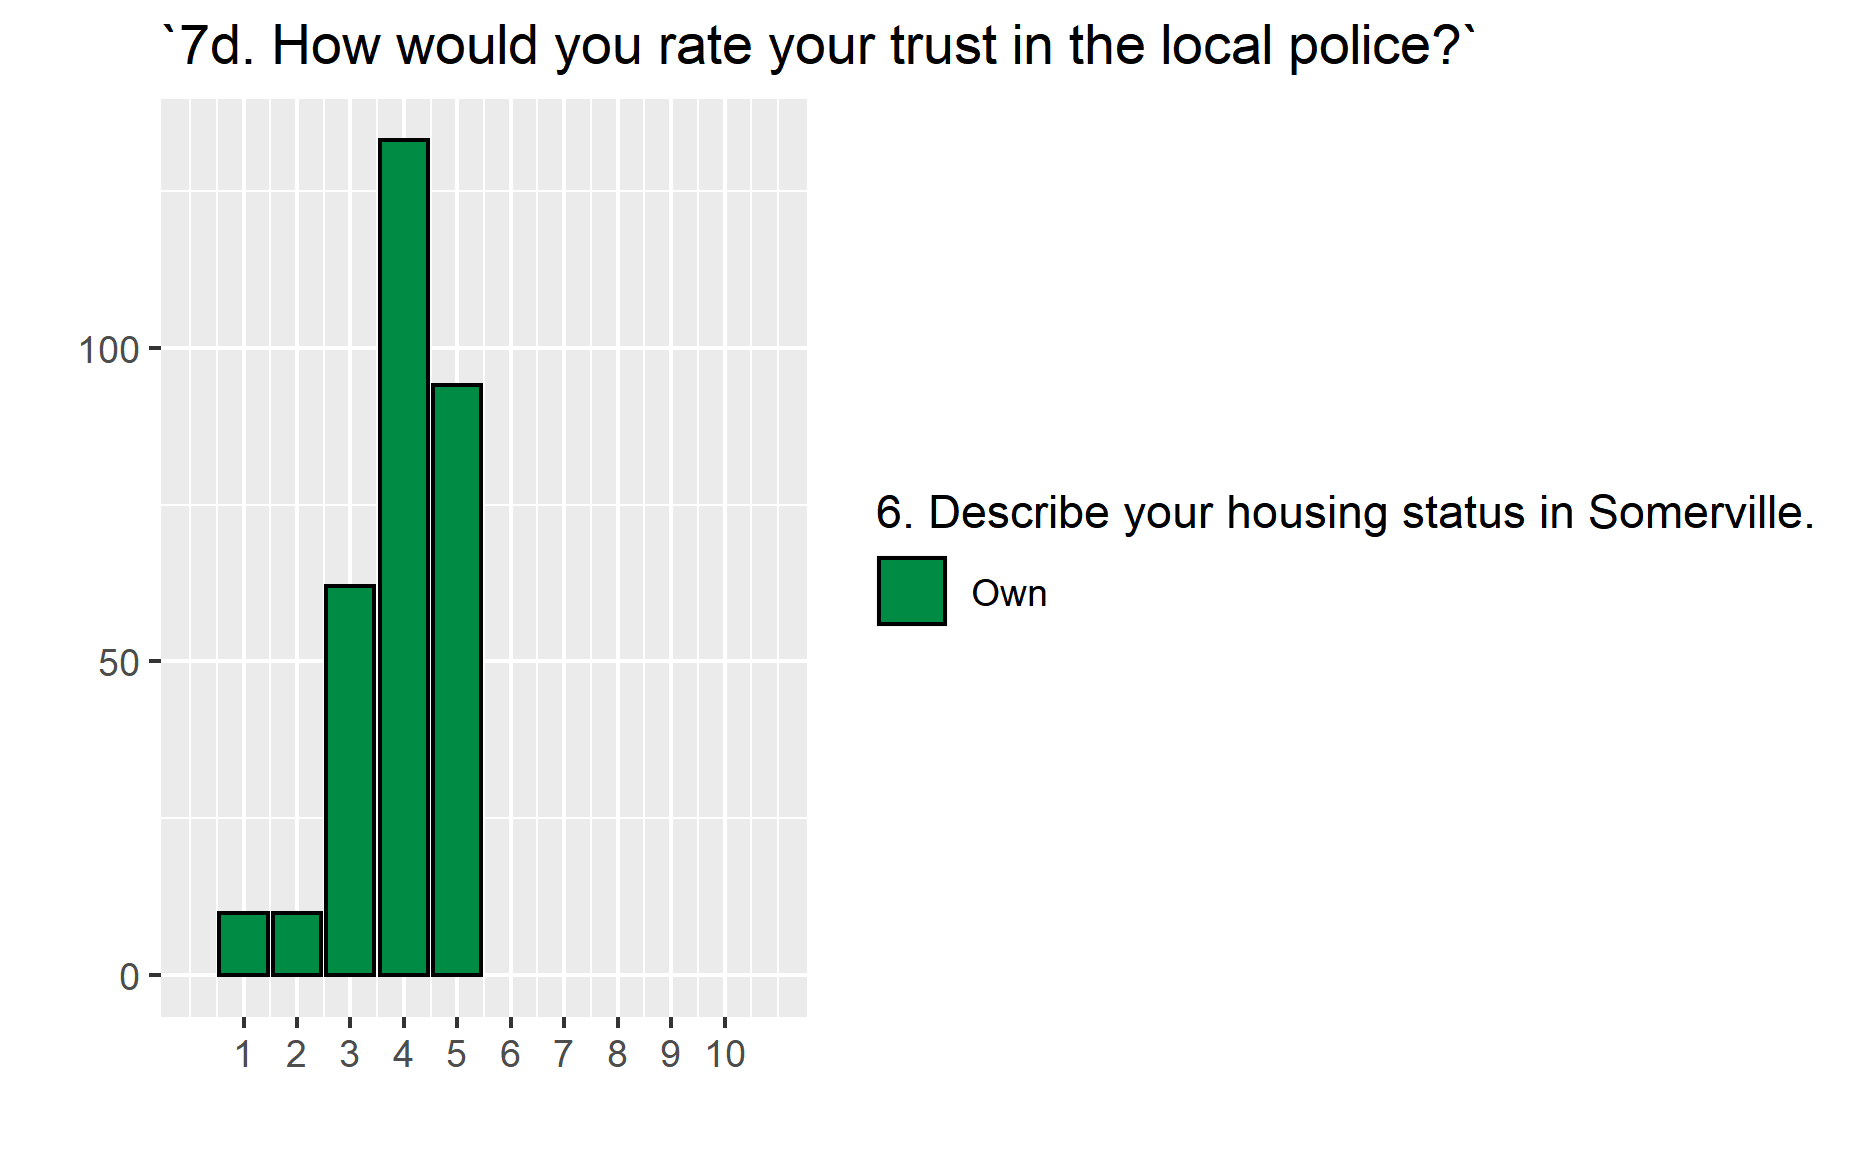 `7d. How would you rate your trust in the local police?`
100
50
0
1 2 3 4 5 6 7 8 9 10
6. Describe your housing status in Somerville.
Own